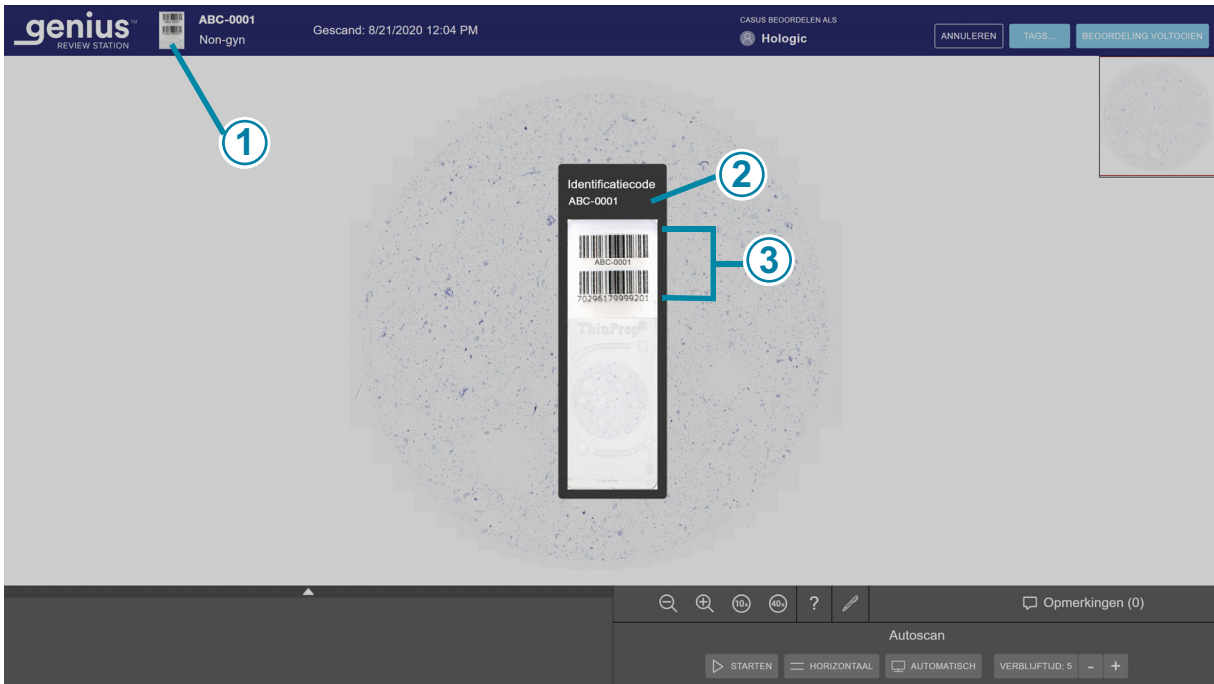 genius™
REVIEW STATION
ABC-0001
Non-gyn
Gescand: 8/21/2020 12:04 PM
CASUS BEOORDELEN ALS
Hologic
ANNULEREN
TAGS...
BEOORDELING VOLTOOIEN
1
2
3
Identificatiecode
ABC-0001
ABC-0001
70296179999201
ThinPrep®
10x
40x
?
Opmerkingen (0)
Autoscan
STARTEN
HORIZONTAAL
AUTOMATISCH
VERBLIJFTIJD: 5
- +